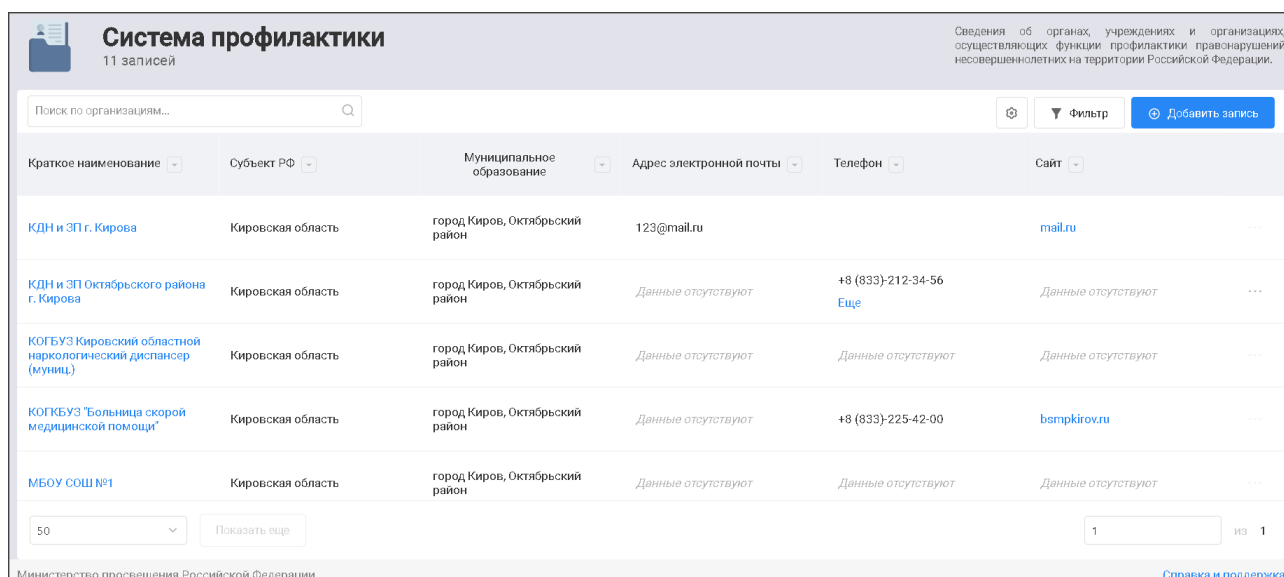 Система профилактики
11 записей
Сведения об органах, учреждениях и организациях,
осуществляющих функции профилактики правонарушений
несовершеннолетних на территории Российской Федерации.
Поиск по организациям...
Фильтр
Добавить запись
Краткое наименование
Субъект РФ
Муниципальное
образование
Адрес электронной почты
Телефон
Сайт
КДН и ЗП г. Кирова
Кировская область
город Киров, Октябрьский
район
123@mail.ru
mail.ru
КДН и ЗП Октябрьского района
г. Кирова
Кировская область
город Киров, Октябрьский
район
Данные отсутствуют
+8 (833)-212-34-56
Еще
Данные отсутствуют
КОГБУЗ Кировский областной
наркологический диспансер
(муниц.)
Кировская область
город Киров, Октябрьский
район
Данные отсутствуют
Данные отсутствуют
Данные отсутствуют
КОГКБУЗ "Больница скорой
медицинской помощи"
Кировская область
город Киров, Октябрьский
район
Данные отсутствуют
+8 (833)-225-42-00
bsmpkirov.ru
МБОУ СОШ №1
Кировская область
город Киров, Октябрьский
район
Данные отсутствуют
Данные отсутствуют
Данные отсутствуют
50
Показать еще
1
из 1
Министерство просвещения Российской Федерации
Справка и поддержка